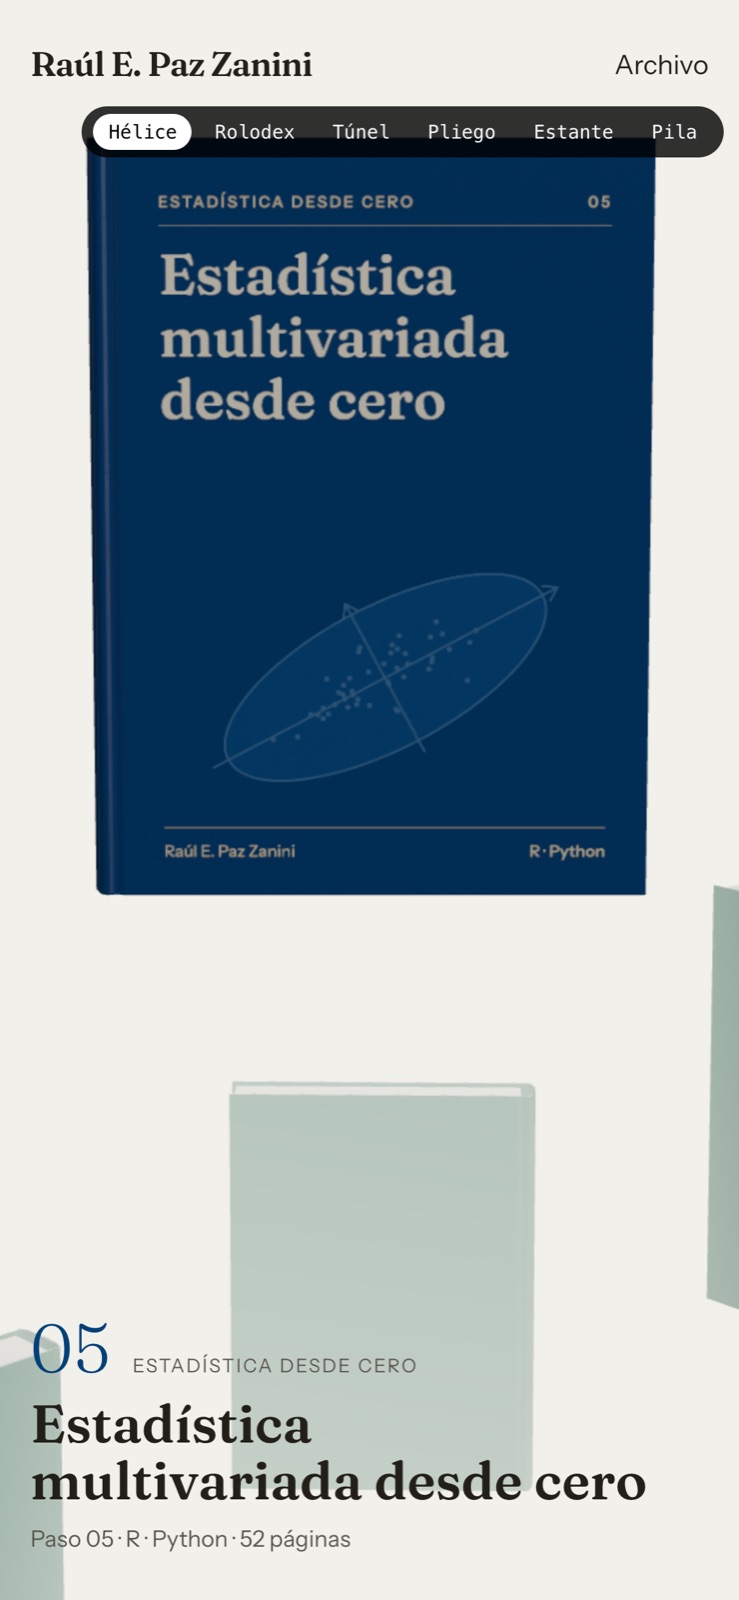 Raúl E. Paz Zanini
Archivo
Hélice Rolodex Túnel Pliego Estante Pila
ESTADÍSTICA DESDE CERO 05
Estadística
multivariada
desde cero
Raúl E. Paz Zanini R·Python
05 ESTADÍSTICA DESDE CERO
Estadística
multivariada desde cero
Paso 05·R·Python·52 páginas